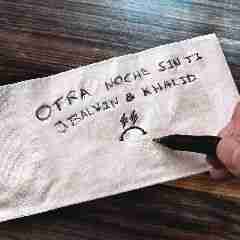 OTRA NOCHE SIN TI
J BALVIN & KHALID